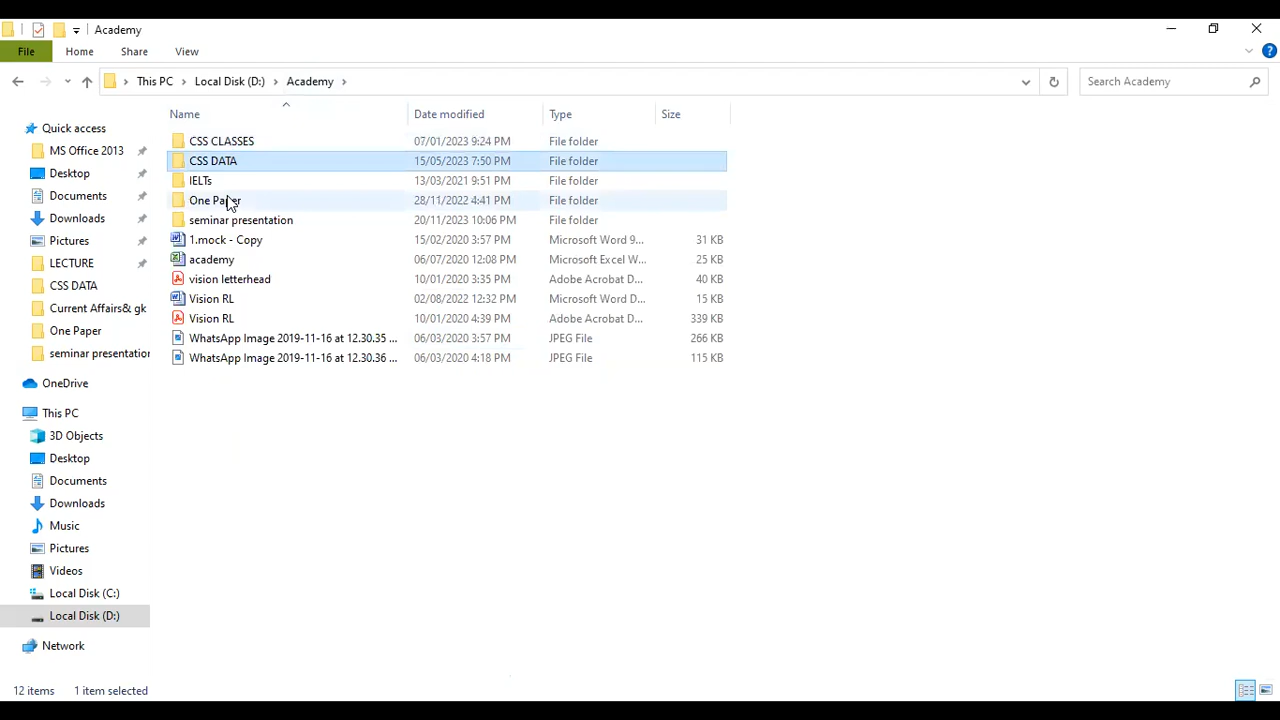 Academy
File Home Share View
This PC Local Disk (D:) Academy Search Academy
Name Date modified Type Size
Quick access
MS Office 2013
Desktop
Documents
Downloads
Pictures
LECTURE
CSS DATA
Current Affairs& gk
One Paper
seminar presentation
OneDrive
This PC
3D Objects
Desktop
Documents
Downloads
Music
Pictures
Videos
Local Disk (C:)
Local Disk (D:)
Network
CSS CLASSES 07/01/2023 9:24 PM File folder
CSS DATA 15/05/2023 7:50 PM File folder
IELTs 13/03/2021 9:51 PM File folder
One Paper 28/11/2022 4:41 PM File folder
seminar presentation 20/11/2023 10:06 PM File folder
1.mock - Copy 15/02/2020 3:57 PM Microsoft Word 9... 31 KB
academy 06/07/2020 12:08 PM Microsoft Excel W... 25 KB
vision letterhead 10/01/2020 3:35 PM Adobe Acrobat D... 40 KB
Vision RL 02/08/2022 12:32 PM Microsoft Word D... 15 KB
Vision RL 10/01/2020 4:39 PM Adobe Acrobat D... 339 KB
WhatsApp Image 2019-11-16 at 12.30.35 ... 06/03/2020 3:57 PM JPEG File 266 KB
WhatsApp Image 2019-11-16 at 12.30.36 ... 06/03/2020 4:18 PM JPEG File 115 KB
12 items 1 item selected